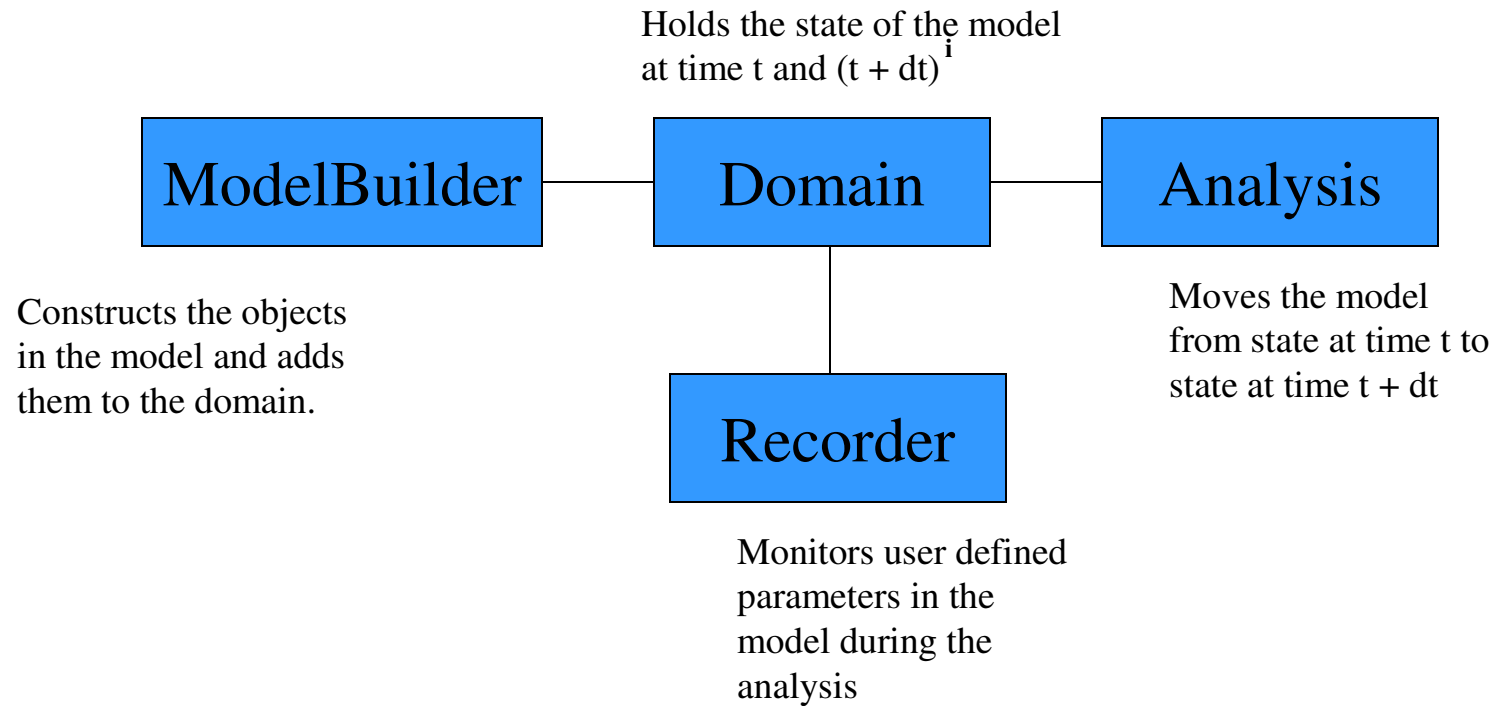 Holds the state of the model
at time t and (t + dt)^i
ModelBuilder
Domain
Analysis
Constructs the objects
in the model and adds
them to the domain.
Moves the model
from state at time t to
state at time t + dt
Recorder
Monitors user defined
parameters in the
model during the
analysis